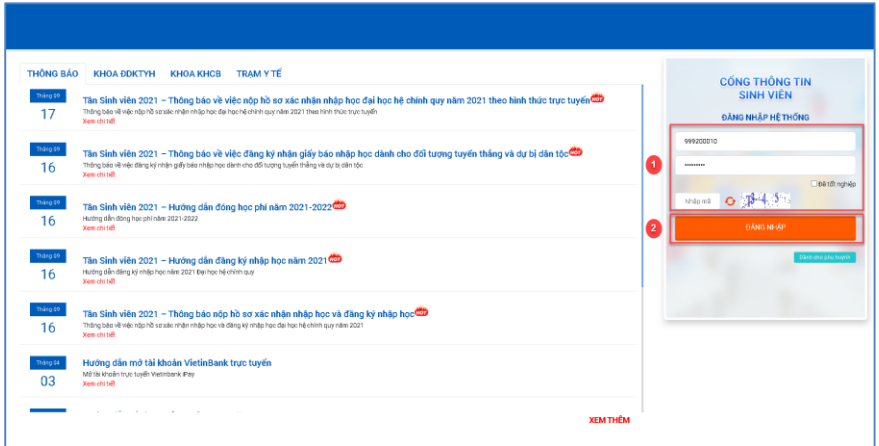 THÔNG BÁO KHOA ĐDKTYH KHOA KHCB TRẠM Y TẾ
Tháng 09
17
Tân Sinh viên 2021 – Thông báo về việc nộp hồ sơ xác nhận nhập học đại học hệ chính quy năm 2021 theo hình thức trực tuyến HOT
Thông báo về việc nộp hồ sơ xác nhận nhập học đại học hệ chính quy năm 2021 theo hình thức trực tuyến
Xem chi tiết
Tháng 09
16
Tân Sinh viên 2021 – Thông báo về việc đăng ký nhận giấy báo nhập học dành cho đối tượng tuyển thẳng và dự bị dân tộc HOT
Thông báo về việc đăng ký nhận giấy báo nhập học dành cho đối tượng tuyển thẳng và dự bị dân tộc
Xem chi tiết
Tháng 09
16
Tân Sinh viên 2021 – Hướng dẫn đóng học phí năm 2021-2022 HOT
Hướng dẫn đóng học phí năm 2021-2022
Xem chi tiết
Tháng 09
16
Tân Sinh viên 2021 – Hướng dẫn đăng ký nhập học năm 2021 HOT
Hướng dẫn đăng ký nhập học năm 2021 Đại học hệ chính quy
Xem chi tiết
Tháng 09
16
Tân Sinh viên 2021 – Thông báo nộp hồ sơ xác nhận nhập học và đăng ký nhập học HOT
Thông báo về việc nộp hồ sơ xác nhận nhập học và đăng ký nhập học đại học hệ chính quy năm 2021
Xem chi tiết
Tháng 04
03
Hướng dẫn mở tài khoản VietinBank trực tuyến
Mở tài khoản trực tuyến Vietinbank iPay
Xem chi tiết
XEM THÊM
CỔNG THÔNG TIN
SINH VIÊN
ĐĂNG NHẬP HỆ THỐNG
999200010
1
Đã tốt nghiệp
Nhập mã
2
ĐĂNG NHẬP
Dành cho phụ huynh